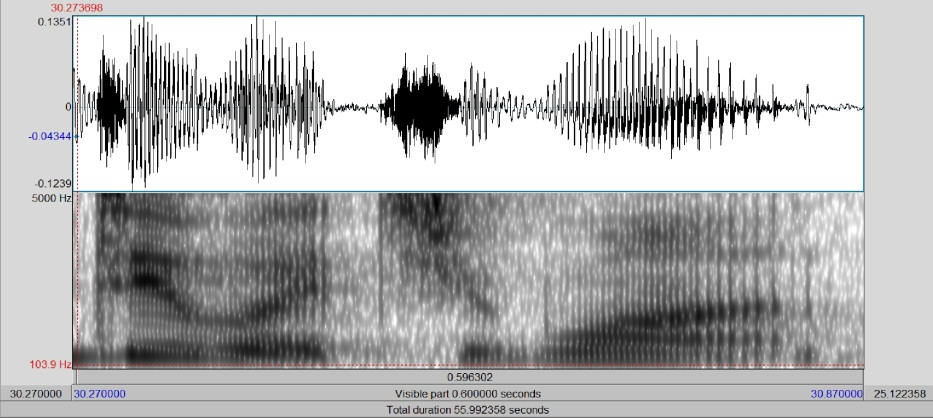 30.273698
0.1351
0
-0.04344
-0.1239
5000 Hz
103.9 Hz
0.596302
30.270000 30.270000 Visible part 0.600000 seconds 30.870000 25.122358
Total duration 55.992358 seconds